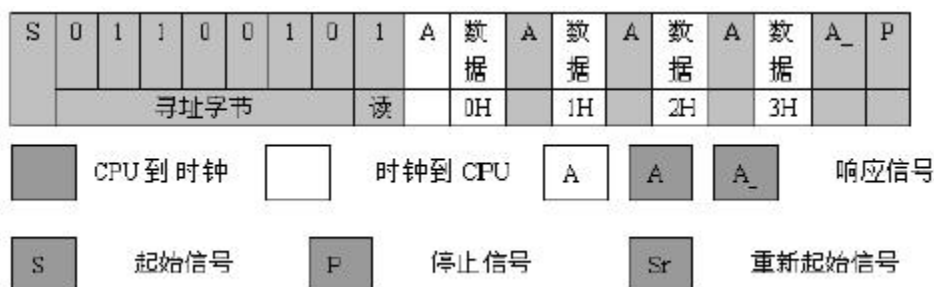 S 0 1 1 0 0 1 0 1 A 数据 A 数据 A 数据 A 数据 A_ P
寻址字节 读 0H 1H 2H 3H
CPU到时钟 时钟到CPU A A A_ 响应信号
S 起始信号 P 停止信号 Sr 重新起始信号